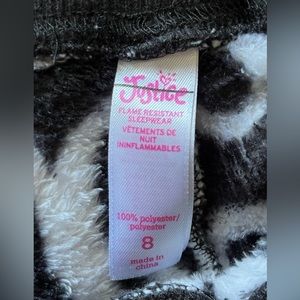 Justice
FLAME RESISTANT
SLEEPWEAR
VÊTEMENTS DE
NUIT
ININFLAMMABLES
100% polyester/
polyester
8
made in
china